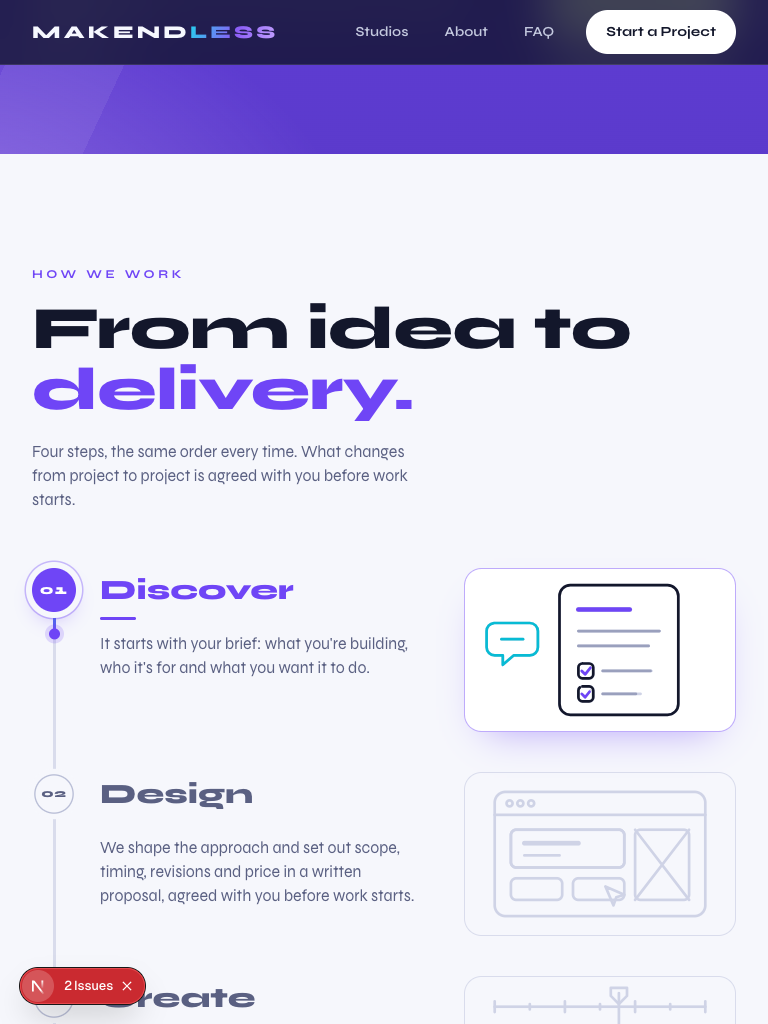 MAKENDLESS
Studios
About
FAQ
Start a Project
HOW WE WORK
From idea to
delivery.
Four steps, the same order every time. What changes
from project to project is agreed with you before work
starts.
01
Discover
It starts with your brief: what you're building,
who it's for and what you want it to do.
02
Design
We shape the approach and set out scope,
timing, revisions and price in a written
proposal, agreed with you before work starts.
N
2 Issues
Create